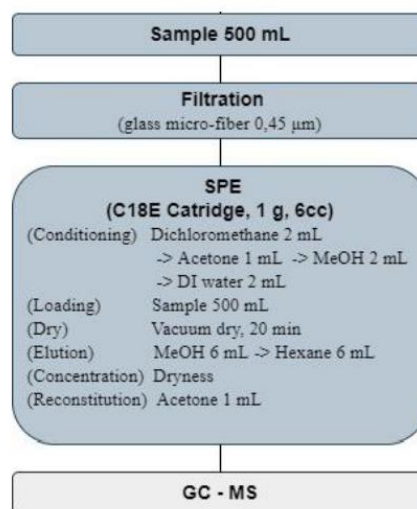 Sample 500 mL
Filtration
(glass micro-fiber 0,45 μm)
SPE
(C18E Catridge, 1 g, 6cc)
(Conditioning) Dichloromethane 2 mL
-> Acetone 1 mL -> MeOH 2 mL
-> DI water 2 mL
(Loading) Sample 500 mL
(Dry) Vacuum dry, 20 min
(Elution) MeOH 6 mL -> Hexane 6 mL
(Concentration) Dryness
(Reconstitution) Acetone 1 mL
GC - MS